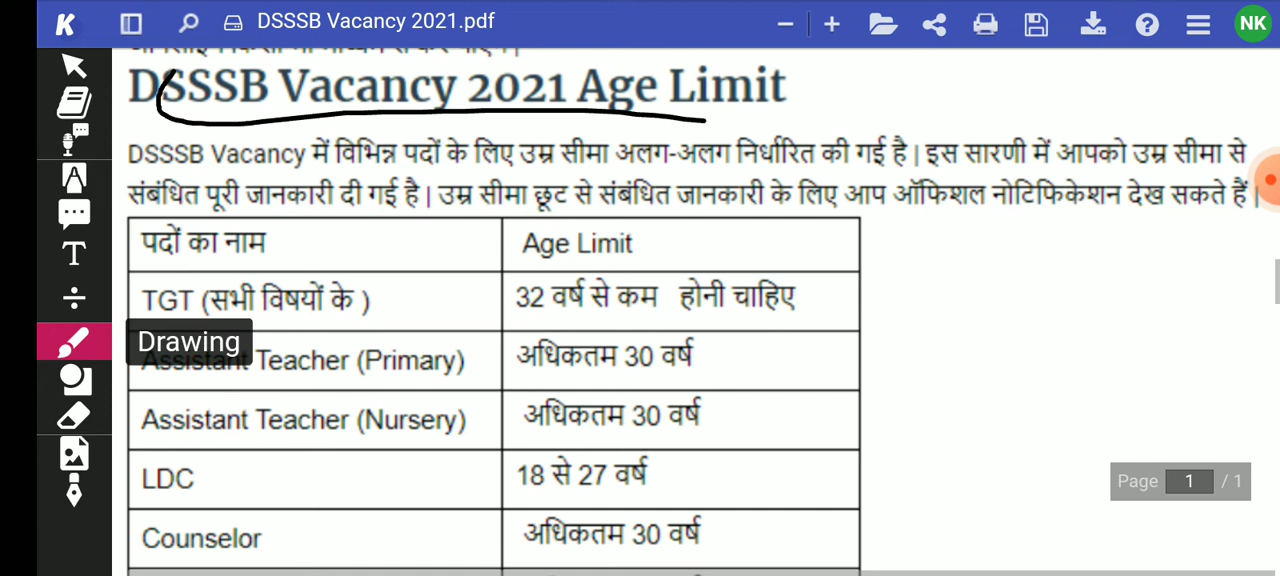 K
DSSSB Vacancy 2021.pdf
NK
DSSSB Vacancy 2021 Age Limit
DSSSB Vacancy में विभिन्न पदों के लिए उम्र सीमा अलग-अलग निर्धारित की गई है | इस सारणी में आपको उम्र सीमा से
संबंधित पूरी जानकारी दी गई है | उम्र सीमा छूट से संबंधित जानकारी के लिए आप ऑफिशल नोटिफिकेशन देख सकते हैं |
पदों का नाम Age Limit
TGT (सभी विषयों के ) 32 वर्ष से कम होनी चाहिए
Drawing
Assistant Teacher (Primary) अधिकतम 30 वर्ष
Assistant Teacher (Nursery) अधिकतम 30 वर्ष
LDC 18 से 27 वर्ष
Page 1 / 1
Counselor अधिकतम 30 वर्ष